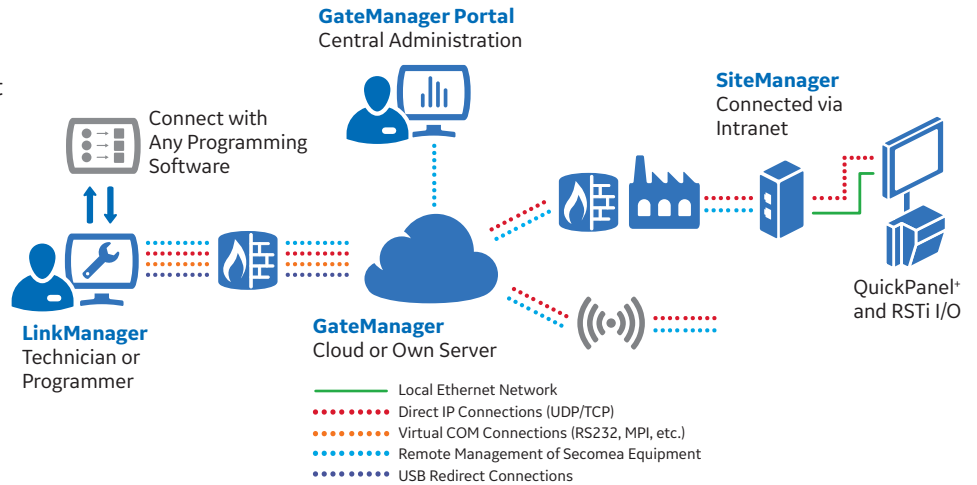 GateManager Portal
Central Administration
t
SiteManager
Connected via
Intranet
Connect with
Any Programming
Software
QuickPanel+
and RSTi I/O
LinkManager
Technician or
Programmer
GateManager
Cloud or Own Server
Local Ethernet Network
Direct IP Connections (UDP/TCP)
Virtual COM Connections (RS232, MPI, etc.)
Remote Management of Secomea Equipment
USB Redirect Connections